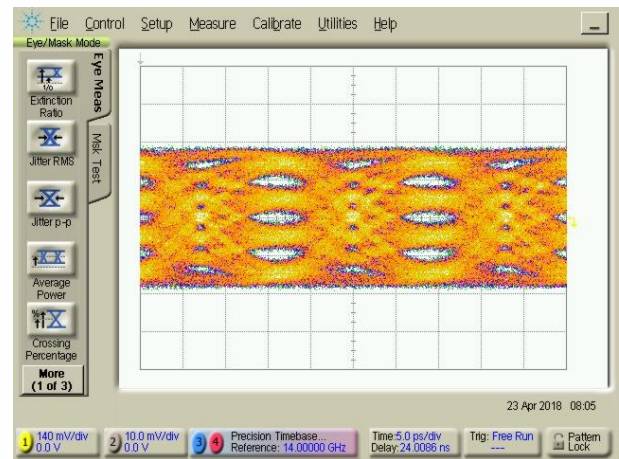 File Control Setup Measure Calibrate Utilities Help
Eye/Mask Mode
Eye Meas
Msk Test
1/0
Extinction
Ratio
Jitter RMS
Jitter p-p
Average
Power
%
Crossing
Percentage
More
(1 of 3)
23 Apr 2018 08:05
1 140 mV/div
0.0 V
2 10.0 mV/div
0.0 V
3 4 Precision Timebase...
Reference: 14.00000 GHz
Time:5.0 ps/div
Delay:24.0086 ns
Trig: Free Run
---
Pattern
Lock